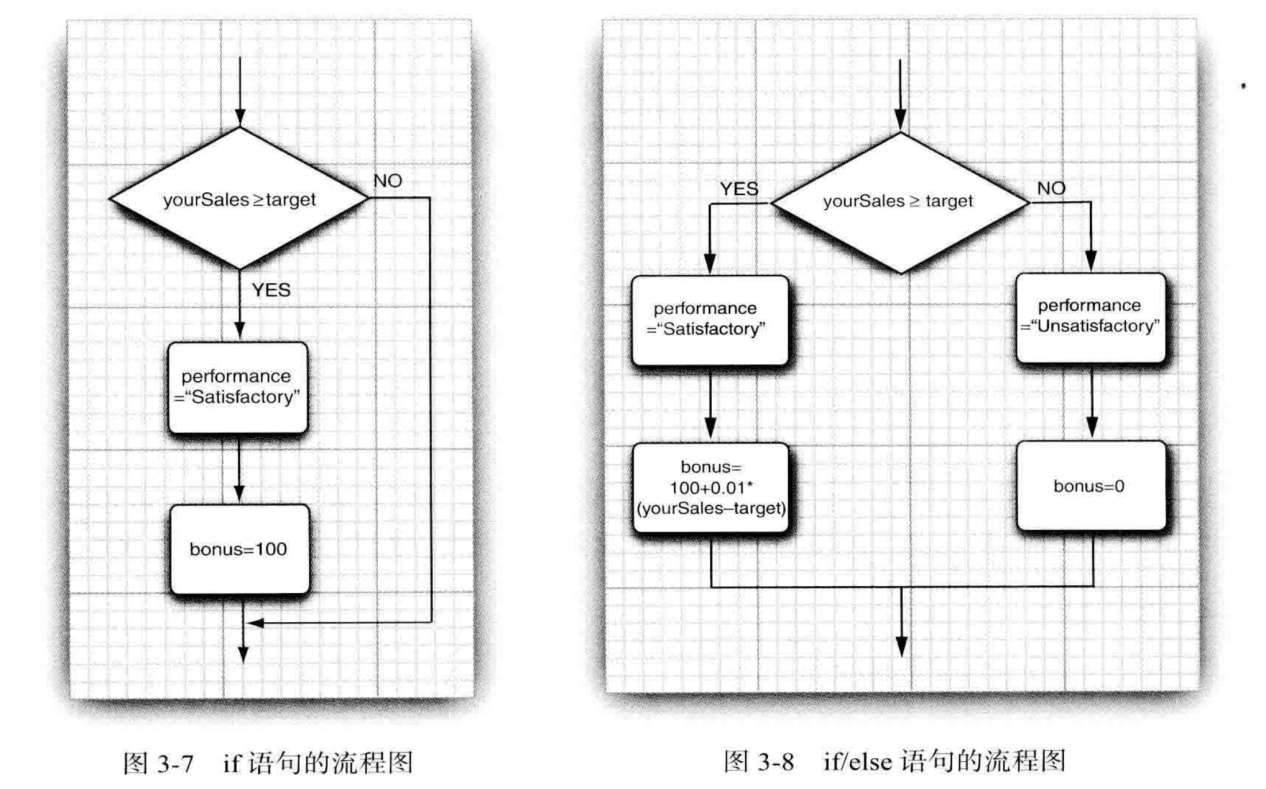 yourSales≥target
NO
YES
performance
=“Satisfactory”
bonus=100
图 3-7 if 语句的流程图
yourSales≥ target
YES
NO
performance
=“Satisfactory”
bonus=
100+0.01*
(yourSales–target)
performance
=“Unsatisfactory”
bonus=0
图 3-8 if/else 语句的流程图